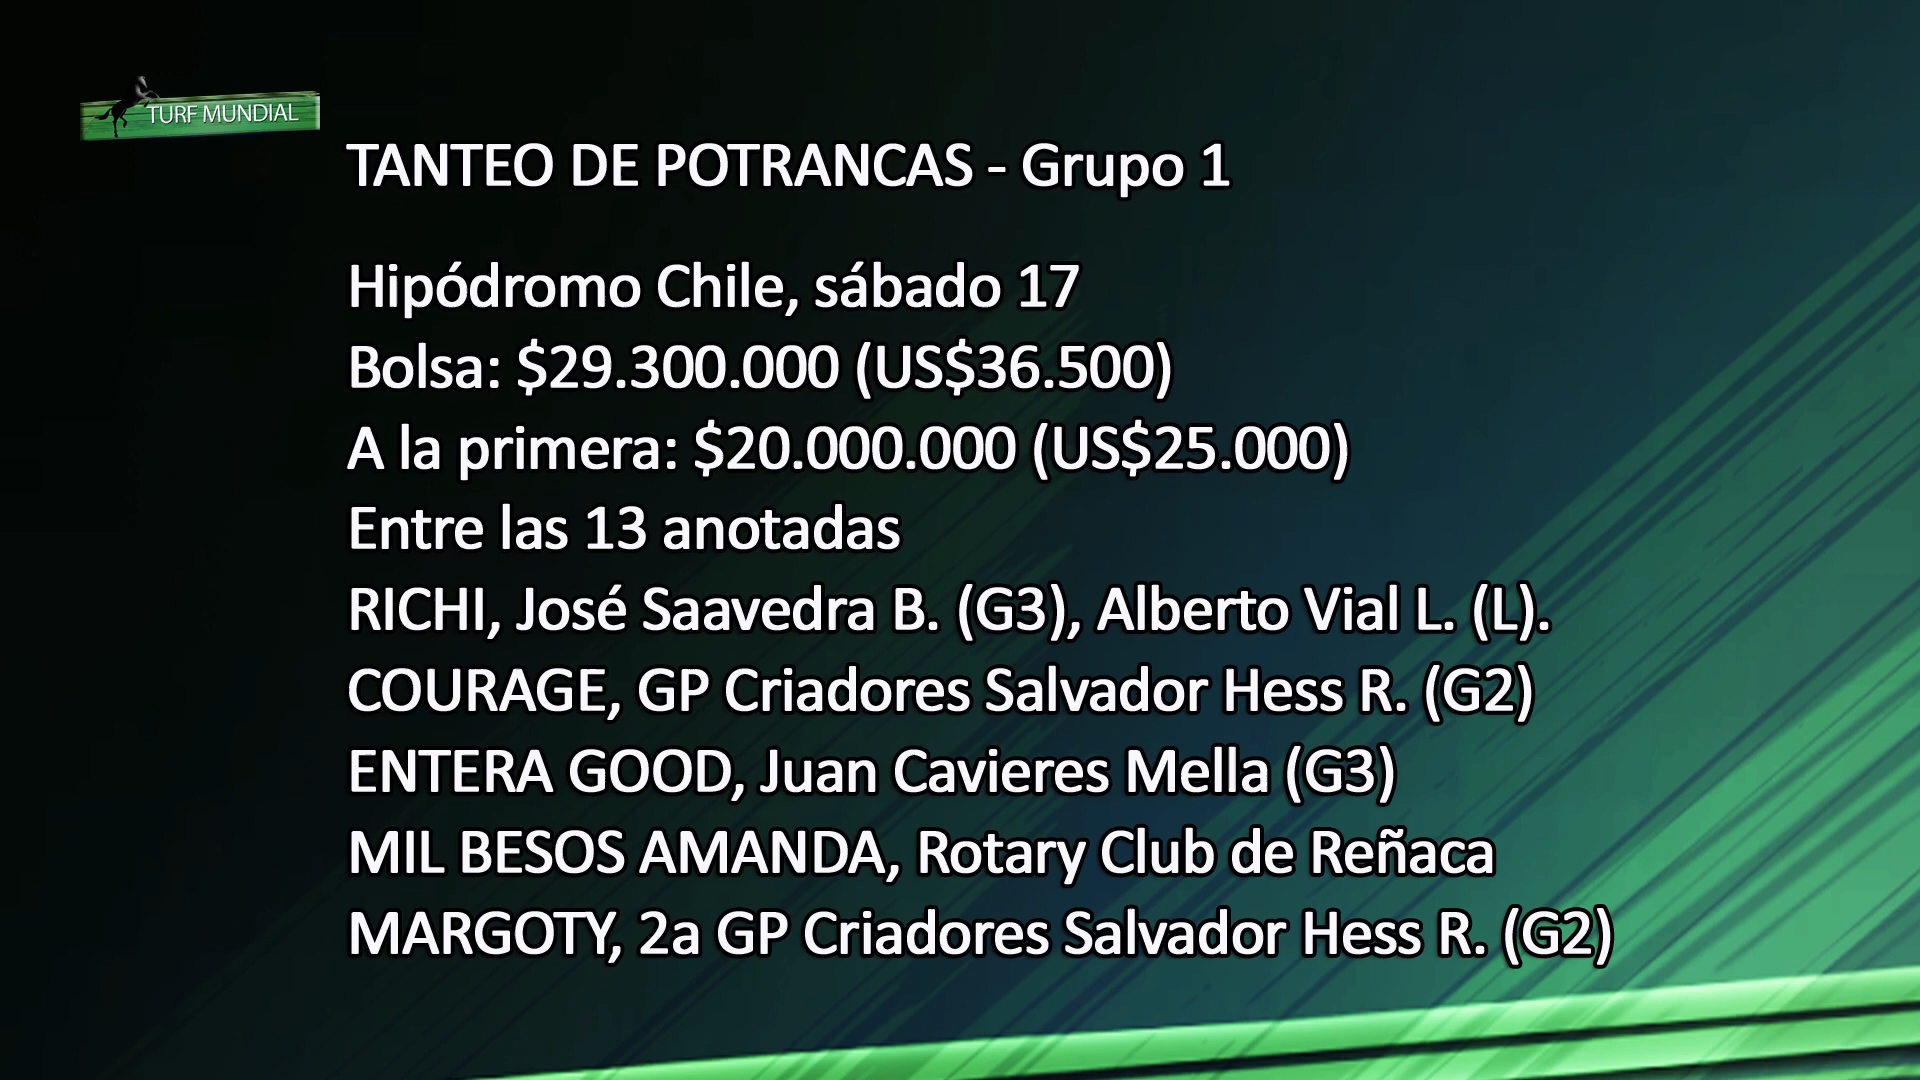 TURF MUNDIAL
TANTEO DE POTRANCAS - Grupo 1
Hipódromo Chile, sábado 17
Bolsa: $29.300.000 (US$36.500)
A la primera: $20.000.000 (US$25.000)
Entre las 13 anotadas
RICHI, José Saavedra B. (G3), Alberto Vial L. (L).
COURAGE, GP Criadores Salvador Hess R. (G2)
ENTERA GOOD, Juan Cavieres Mella (G3)
MIL BESOS AMANDA, Rotary Club de Reñaca
MARGOTY, 2a GP Criadores Salvador Hess R. (G2)